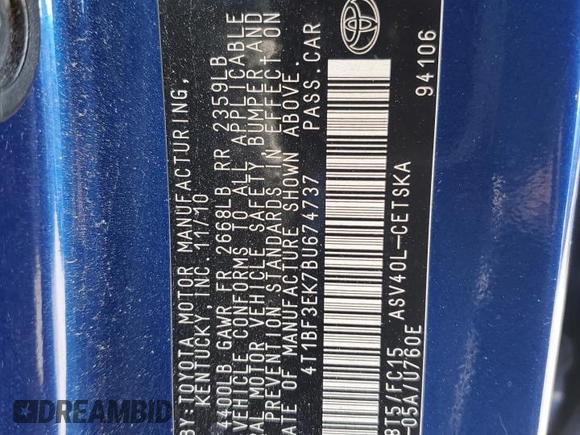 BY: TOYOTA MOTOR MANUFACTURING,
KENTUCKY INC. 11/10
4400LB GAWR FR 2668LB RR 2359LB
VEHICLE CONFORMS TO ALL APPLICABLE
RAL MOTOR VEHICLE SAFETY BUMPER AND
PREVENTION STANDARDS IN EFFECT ON
ATE OF MANUFACTURE SHOWN ABOVE.
4T1BF3EK7BU674737 PASS.CAR
8T5/FC15 ASV40L-CETSKA
-05A/U760E
94106
DREAMBID